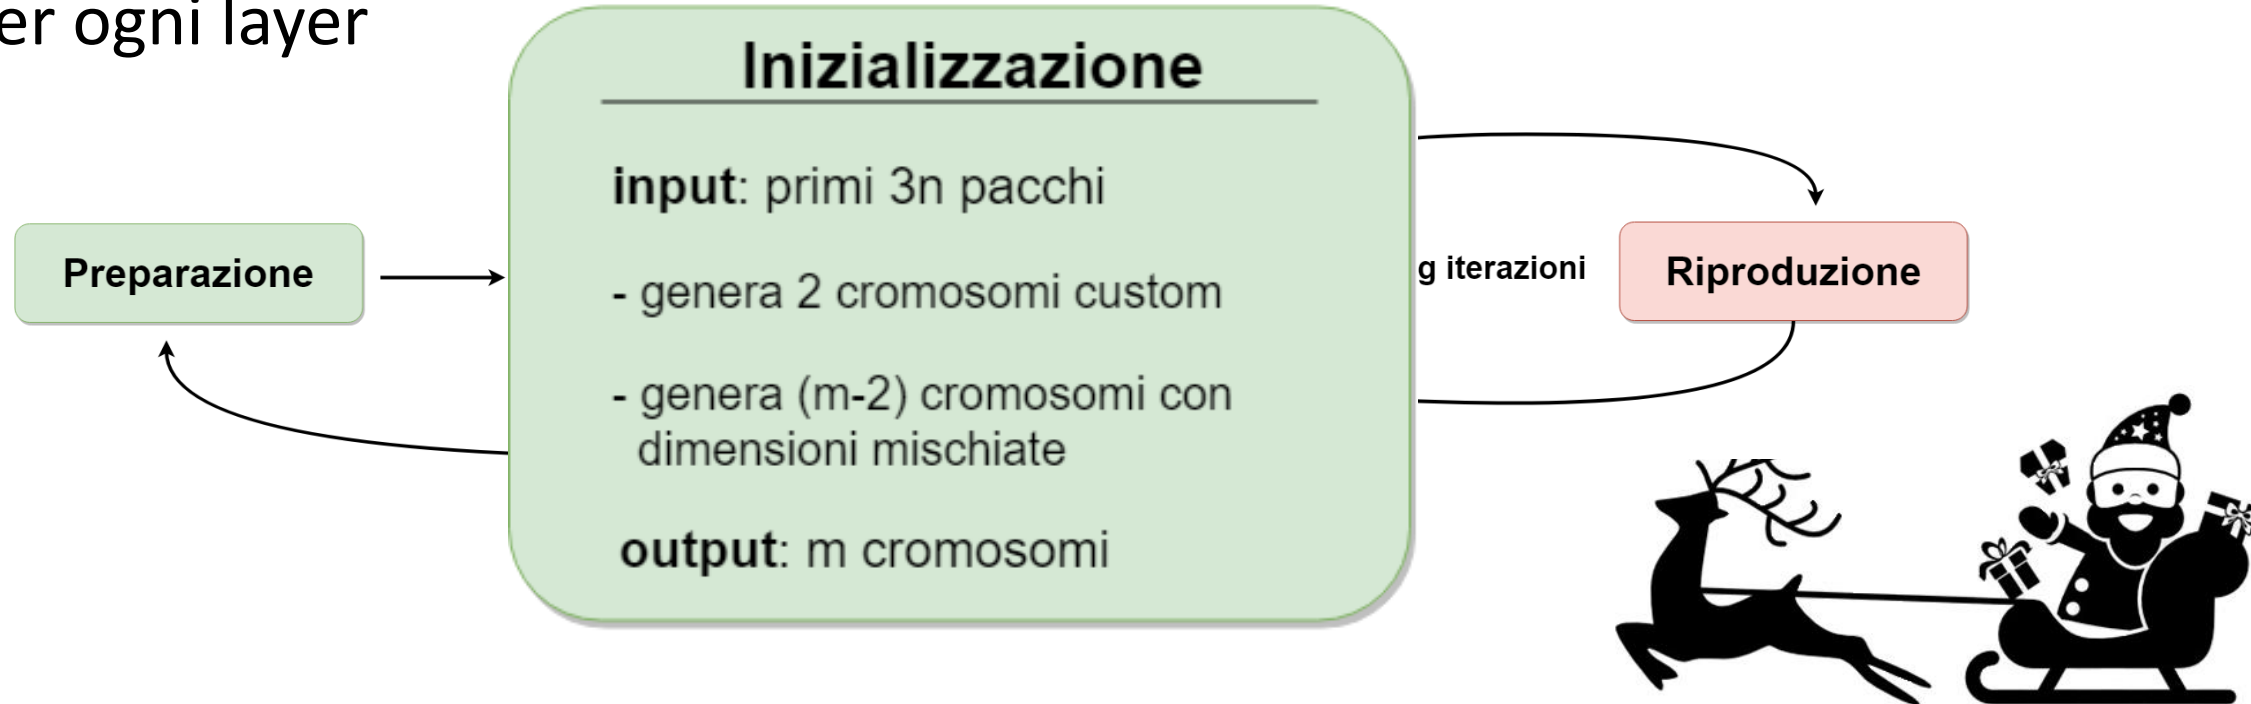 er ogni layer
Inizializzazione
input: primi 3n pacchi
- genera 2 cromosomi custom
- genera (m-2) cromosomi con
dimensioni mischiate
output: m cromosomi
Preparazione
g iterazioni
Riproduzione